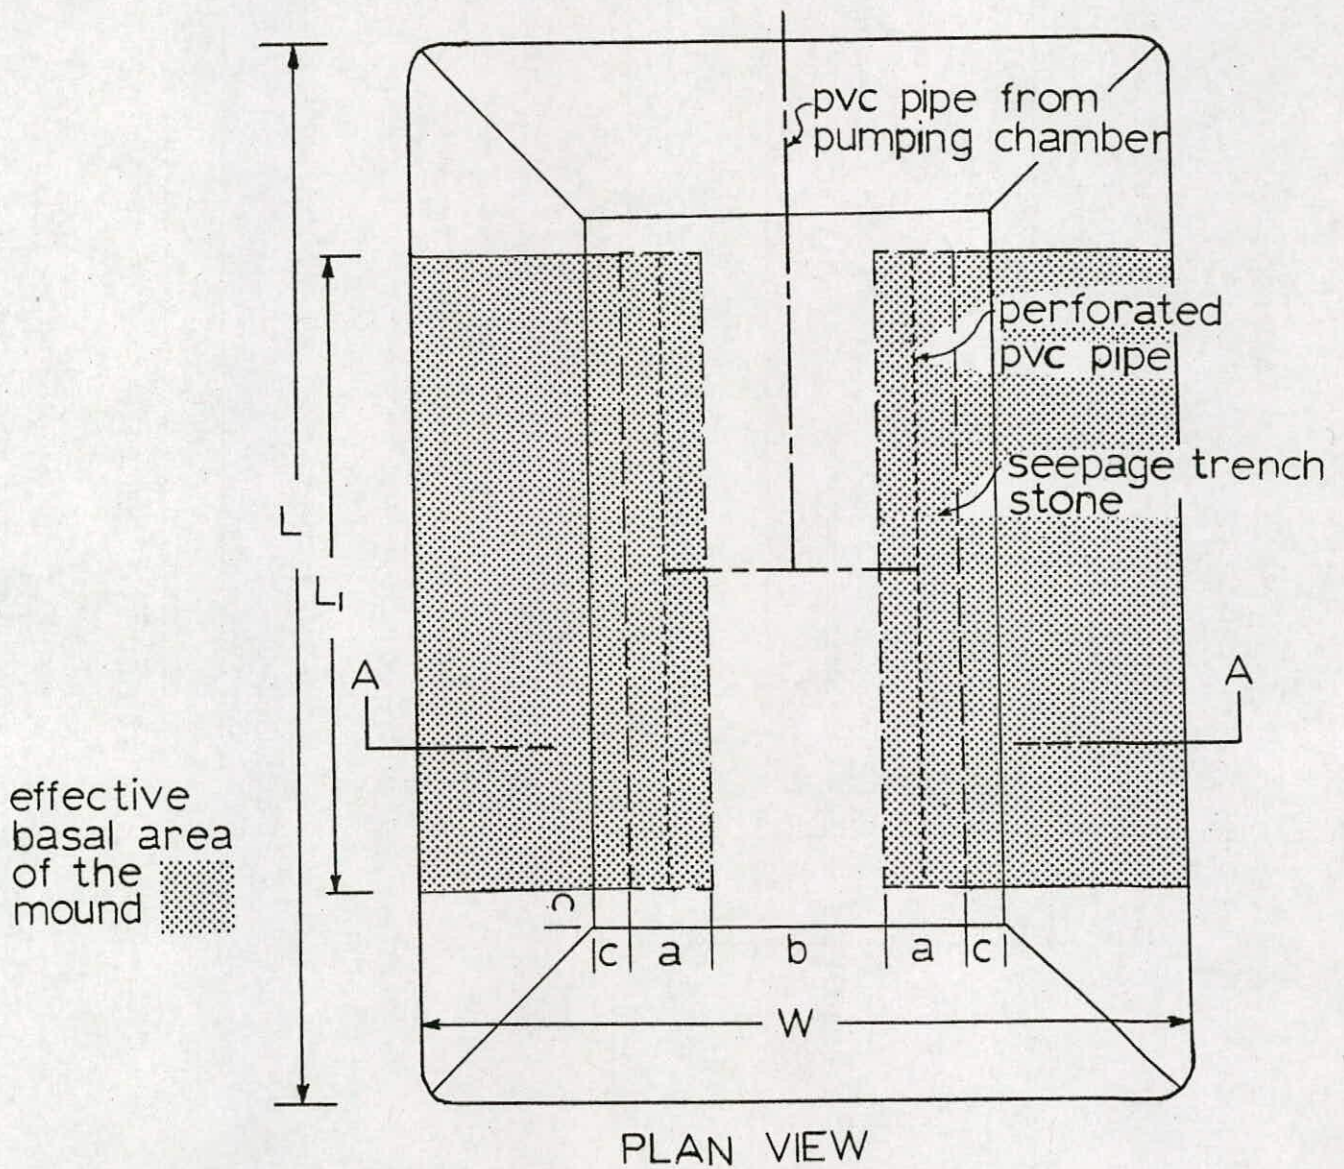 pvc pipe from
pumping chamber
perforated
pvc pipe
seepage trench
stone
L
L₁
A
A
effective
basal area
of the
mound
c
c
a
b
a
c
W
PLAN VIEW